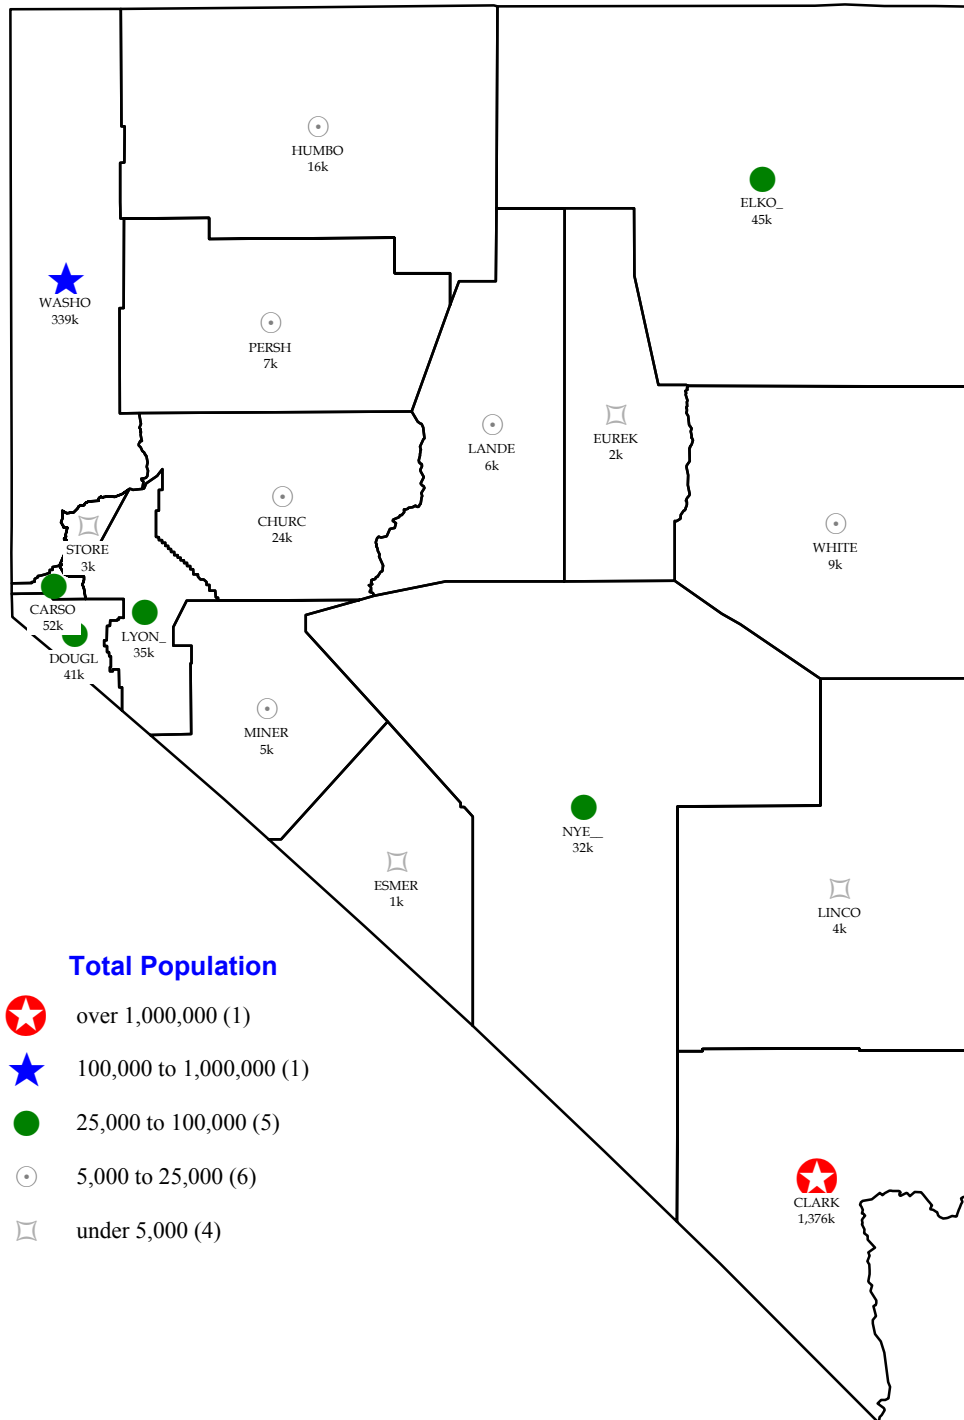 HUMBO
16k
ELKO_
45k
WASHO
339k
PERSH
7k
LANDE
6k
EUREK
2k
CHURC
24k
WHITE
9k
STORE
3k
CARSO
52k
LYON_
35k
DOUGL
41k
MINER
5k
NYE__
32k
ESMER
1k
LINCO
4k
Total Population
over 1,000,000 (1)
100,000 to 1,000,000 (1)
25,000 to 100,000 (5)
5,000 to 25,000 (6)
under 5,000 (4)
CLARK
1,376k